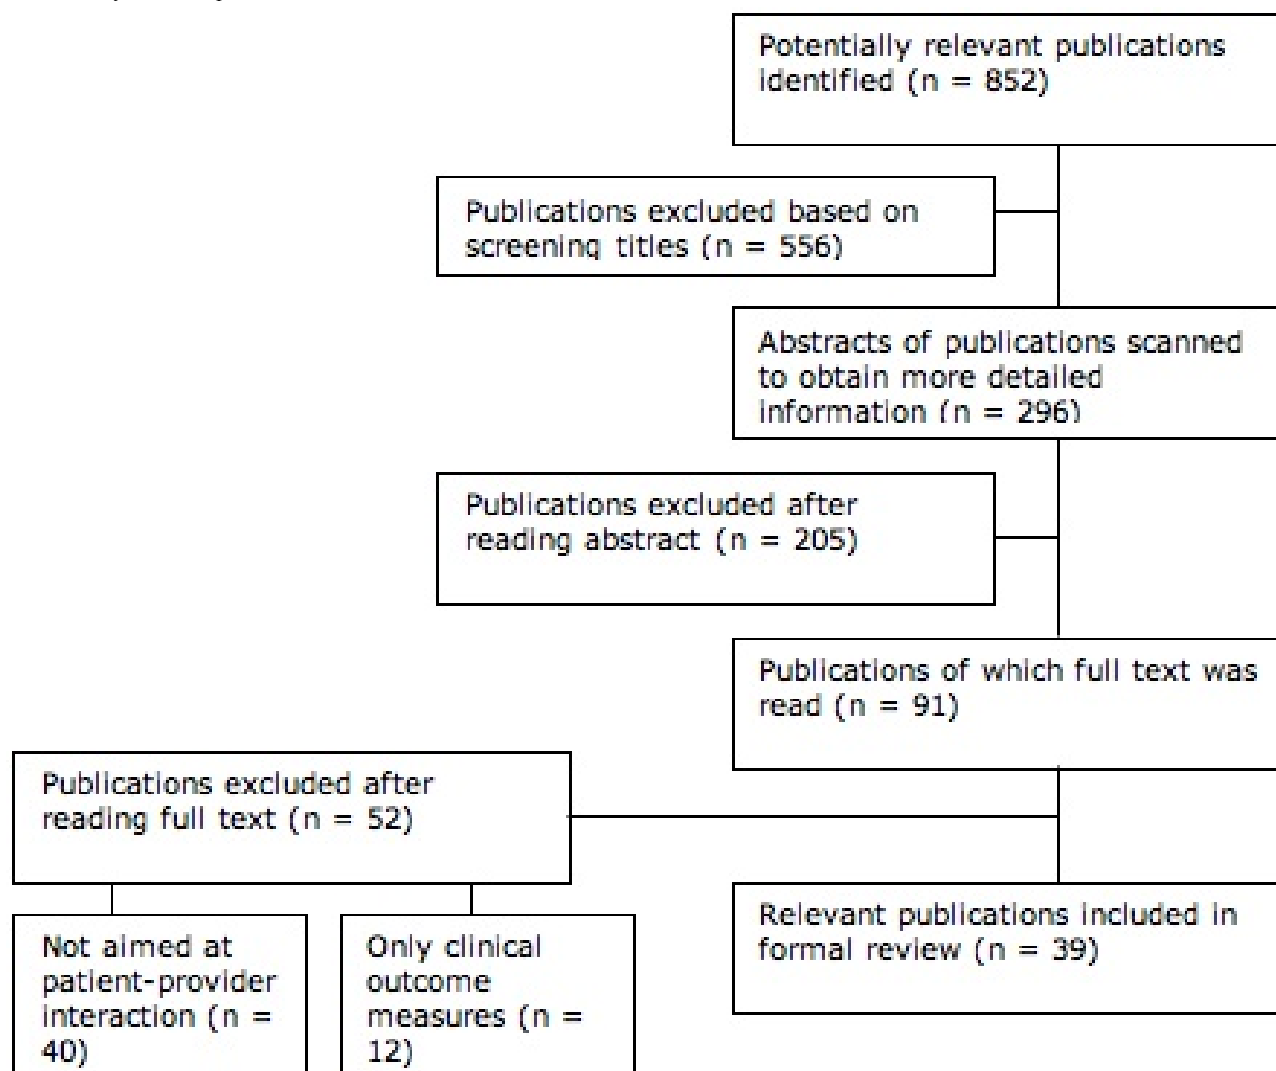 Potentially relevant publications
identified (n = 852)
Publications excluded based on
screening titles (n = 556)
Abstracts of publications scanned
to obtain more detailed
information (n = 296)
Publications excluded after
reading abstract (n = 205)
Publications of which full text was
read (n = 91)
Publications excluded after
reading full text (n = 52)
Not aimed at
patient-provider
interaction (n =
40)
Only clinical
outcome
measures (n =
12)
Relevant publications included in
formal review (n = 39)